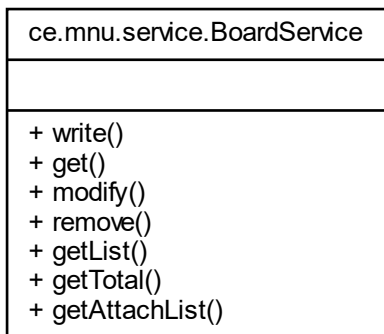 ce.mnu.service.BoardService
+ write()
+ get()
+ modify()
+ remove()
+ getList()
+ getTotal()
+ getAttachList()